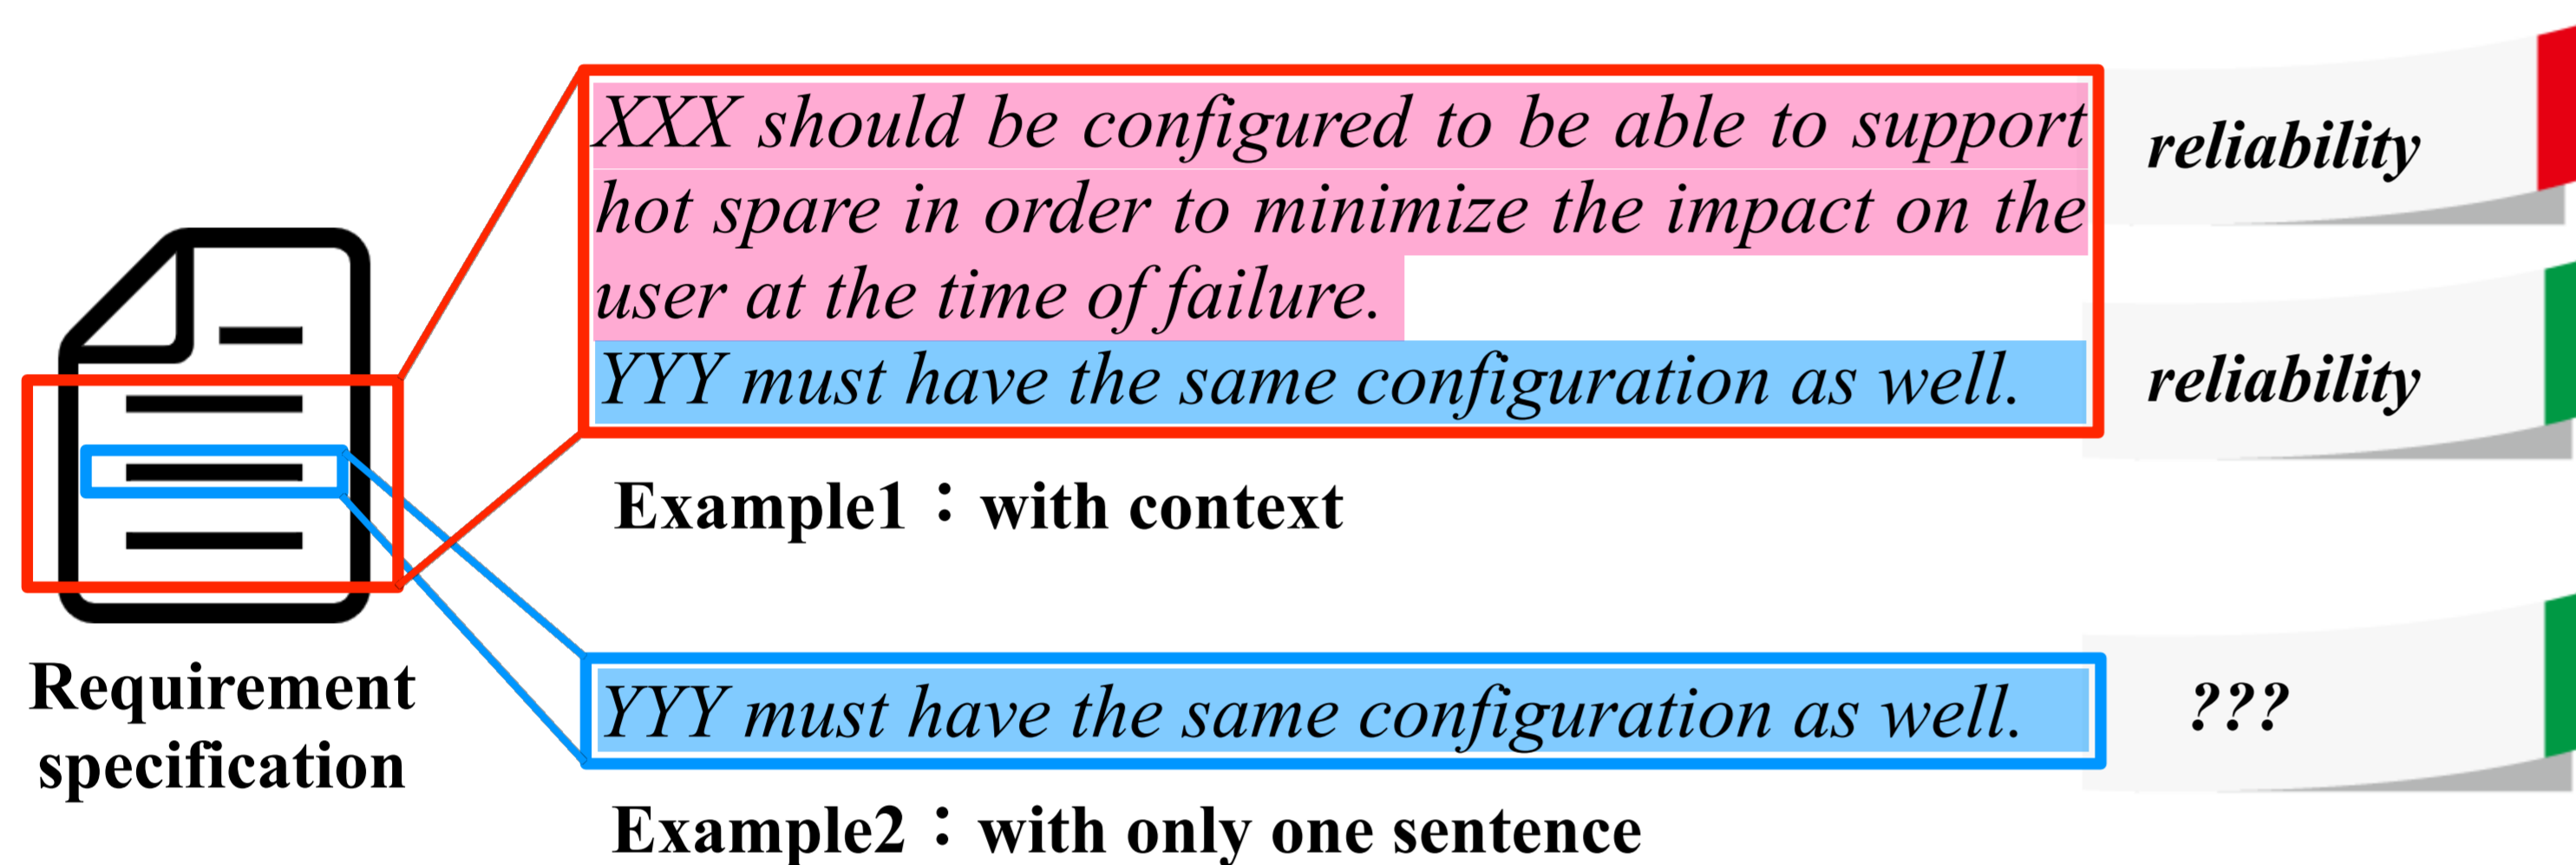 XXX should be configured to be able to support
hot spare in order to minimize the impact on the
user at the time of failure.
YYY must have the same configuration as well.
reliability
reliability
Example1：with context
Requirement
specification
YYY must have the same configuration as well.
???
Example2：with only one sentence